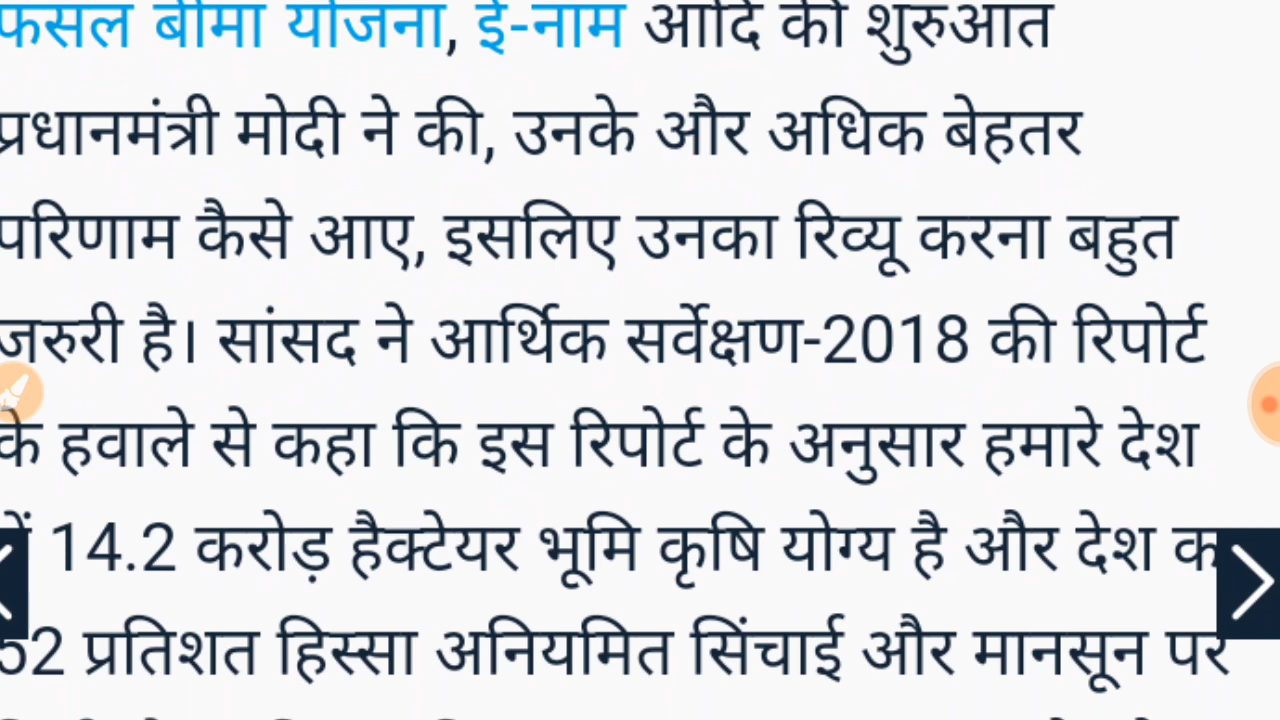 फसल बीमा योजना, ई-नाम आदि की शुरुआत
प्रधानमंत्री मोदी ने की, उनके और अधिक बेहतर
परिणाम कैसे आए, इसलिए उनका रिव्यू करना बहुत
जरुरी है। सांसद ने आर्थिक सर्वेक्षण-2018 की रिपोर्ट
के हवाले से कहा कि इस रिपोर्ट के अनुसार हमारे देश
में 14.2 करोड़ हैक्टेयर भूमि कृषि योग्य है और देश का
52 प्रतिशत हिस्सा अनियमित सिंचाई और मानसून पर